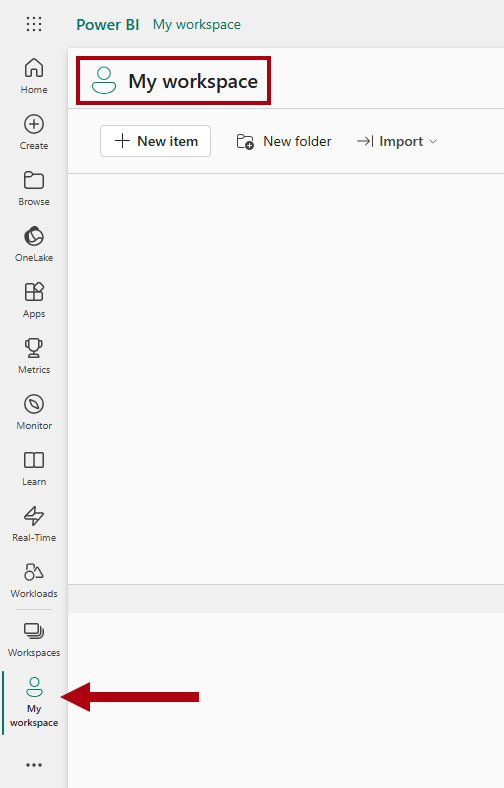 Power BI My workspace
My workspace
New item New folder Import
Home
Create
Browse
OneLake
Apps
Metrics
Monitor
Learn
Real-Time
Workloads
Workspaces
My
workspace